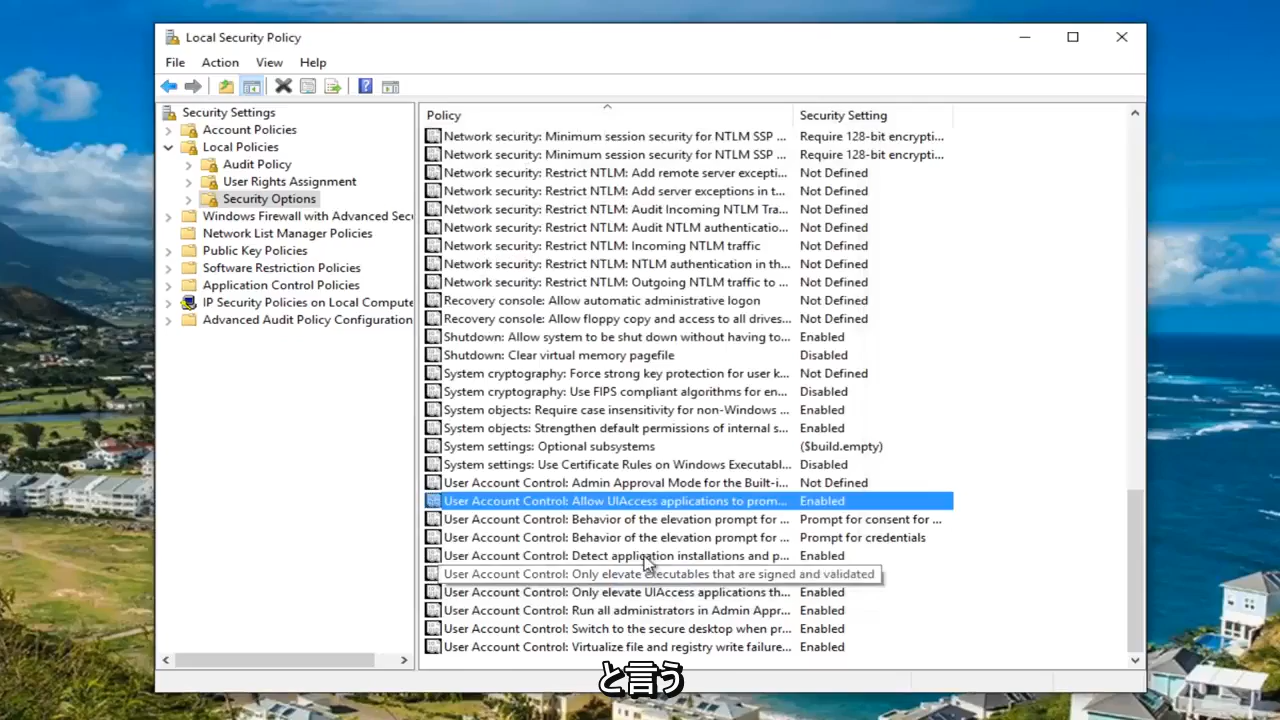 Local Security Policy
File Action View Help
Security Settings
Account Policies
Local Policies
Audit Policy
User Rights Assignment
Security Options
Windows Firewall with Advanced Secu
Network List Manager Policies
Public Key Policies
Software Restriction Policies
Application Control Policies
IP Security Policies on Local Compute
Advanced Audit Policy Configuration
Policy Security Setting
Network security: Minimum session security for NTLM SSP ... Require 128-bit encrypti...
Network security: Minimum session security for NTLM SSP ... Require 128-bit encrypti...
Network security: Restrict NTLM: Add remote server excepti... Not Defined
Network security: Restrict NTLM: Add server exceptions in t... Not Defined
Network security: Restrict NTLM: Audit Incoming NTLM Tra... Not Defined
Network security: Restrict NTLM: Audit NTLM authenticatio... Not Defined
Network security: Restrict NTLM: Incoming NTLM traffic Not Defined
Network security: Restrict NTLM: NTLM authentication in th... Not Defined
Network security: Restrict NTLM: Outgoing NTLM traffic to ... Not Defined
Recovery console: Allow automatic administrative logon Not Defined
Recovery console: Allow floppy copy and access to all drives... Not Defined
Shutdown: Allow system to be shut down without having to... Enabled
Shutdown: Clear virtual memory pagefile Disabled
System cryptography: Force strong key protection for user k... Not Defined
System cryptography: Use FIPS compliant algorithms for en... Disabled
System objects: Require case insensitivity for non-Windows ... Enabled
System objects: Strengthen default permissions of internal s... Enabled
System settings: Optional subsystems ($build.empty)
System settings: Use Certificate Rules on Windows Executabl... Disabled
User Account Control: Admin Approval Mode for the Built-i... Not Defined
User Account Control: Allow UIAccess applications to prom... Enabled
User Account Control: Behavior of the elevation prompt for ... Prompt for consent for ...
User Account Control: Behavior of the elevation prompt for ... Prompt for credentials
User Account Control: Detect application installations and p... Enabled
User Account Control: Only elevate executables that are signed and validated
User Account Control: Only elevate UIAccess applications th... Enabled
User Account Control: Run all administrators in Admin Appr... Enabled
User Account Control: Switch to the secure desktop when pr... Enabled
User Account Control: Virtualize file and registry write failure... Enabled
と言う